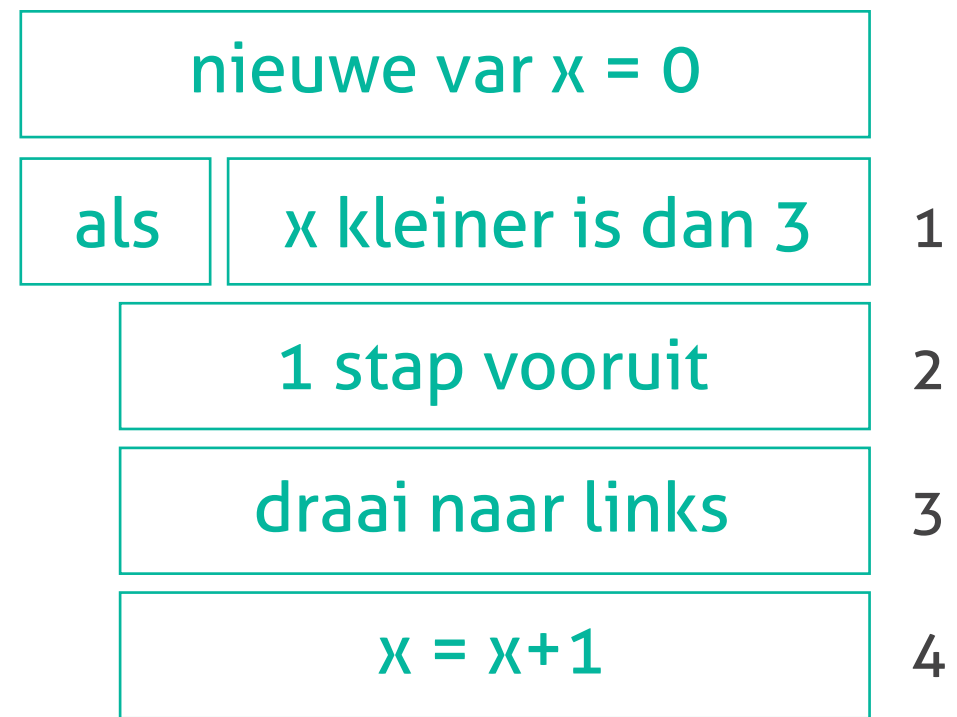 nieuwe var x = 0
als x kleiner is dan 3 1
1 stap vooruit 2
draai naar links 3
x = x+1 4